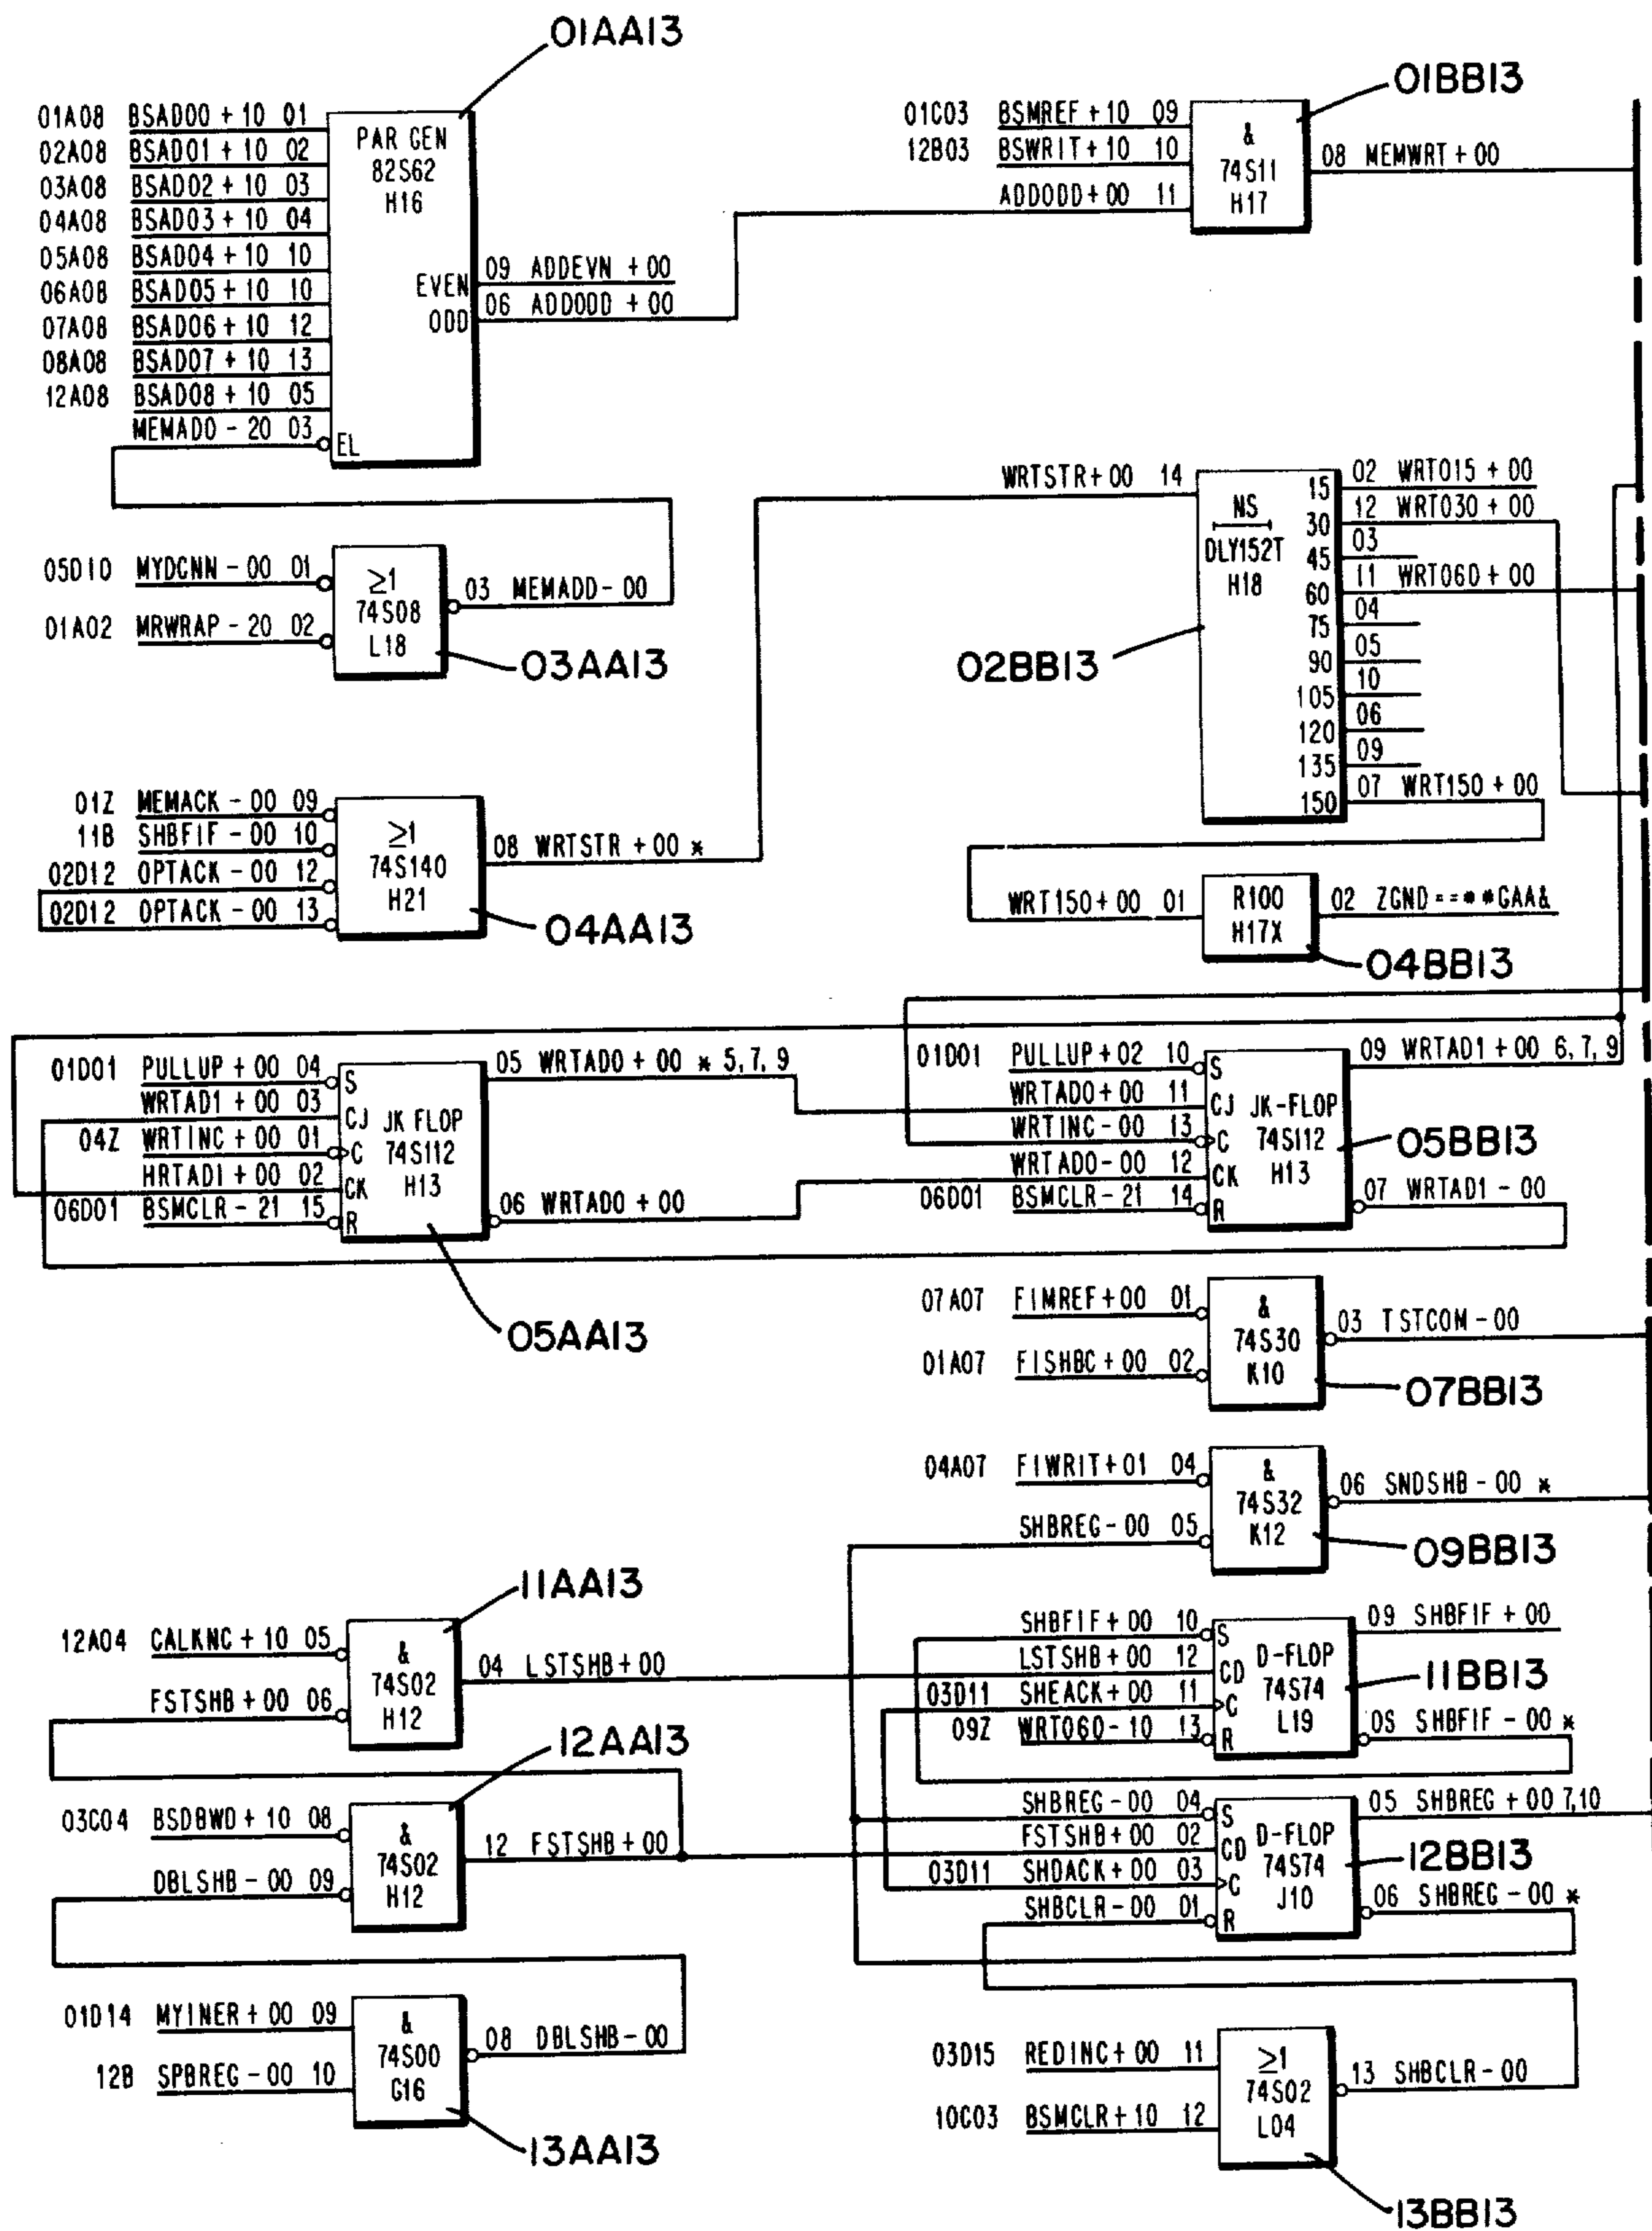 01AA13
01A08 BSAD00 + 10 01
02A08 BSAD01 + 10 02
03A08 BSAD02 + 10 03
04A08 BSAD03 + 10 04
05A08 BSAD04 + 10 10
06A08 BSAD05 + 10 10
07A08 BSAD06 + 10 12
08A08 BSAD07 + 10 13
12A08 BSAD08 + 10 05
MEMADO - 20 03
PAR GEN
82S62
H16
EVEN
ODD
EL
09 ADDEVN + 00
06 ADDODD + 00
01BB13
01C03 BSMREF + 10 09
12B03 BSWRIT + 10 10
ADDODD + 00 11
&
74S11
H17
08 MEMWRT + 00
05D10 MYDCNN - 00 01
01A02 MRWRAP - 20 02
≥1
74S08
L18
03 MEMADD - 00
03AA13
WRTSTR + 00 14
NS
DLY152T
H18
15 02 WRT015 + 00
30 12 WRT030 + 00
45 03
60 11 WRT060 + 00
75 04
90 05
105 10
120 06
135 09
150 07 WRT150 + 00
02BB13
01Z MEMACK - 00 09
11B SHBFIF - 00 10
02D12 OPTACK - 00 12
02D12 OPTACK - 00 13
≥1
74S140
H21
08 WRTSTR + 00 *
04AA13
WRT150 + 00 01
R100
H17X
02 ZGND ==**GAA&
04BB13
01D01 PULLUP + 00 04
WRTAD1 + 00 03
04Z WRTINC + 00 01
HRTAD1 + 00 02
06D01 BSMCLR - 21 15
S
CJ
C
CK
R
JK FLOP
74S112
H13
05 WRTAD0 + 00 * 5, 7, 9
06 WRTAD0 + 00
05AA13
01D01 PULLUP + 02 10
WRTAD0 + 00 11
WRTINC - 00 13
WRTAD0 - 00 12
06D01 BSMCLR - 21 14
S
CJ
C
CK
R
JK-FLOP
74S112
H13
09 WRTAD1 + 00 6, 7, 9
07 WRTAD1 - 00
05BB13
07A07 FIMREF + 00 01
01A07 FISHBC + 00 02
&
74S30
K10
03 TSTCOM - 00
07BB13
04A07 FIWRIT + 01 04
SHBREG - 00 05
&
74S32
K12
06 SNDSHB - 00 *
09BB13
11AA13
12A04 CALKNC + 10 05
FSTSHB + 00 06
&
74S02
H12
04 LSTSHB + 00
SHBFIF + 00 10
LSTSHB + 00 12
03D11 SHEACK + 00 11
09Z WRT060 - 10 13
S
CD
C
R
D-FLOP
74S74
L19
09 SHBFIF + 00
0S SHBFIF - 00 *
11BB13
12AA13
03C04 BSDBWD + 10 08
DBLSHB - 00 09
&
74S02
H12
12 FSTSHB + 00
SHBREG - 00 04
FSTSHB + 00 02
03D11 SHDACK + 00 03
SHBCLR - 00 01
S
CD
C
R
D-FLOP
74S74
J10
05 SHBREG + 00 7,10
06 SHBREG - 00 *
12BB13
01D14 MYINER + 00 09
12B SPBREG - 00 10
&
74S00
G16
08 DBLSHB - 00
13AA13
03D15 REDINC + 00 11
10C03 BSMCLR + 10 12
≥1
74S02
L04
13 SHBCLR - 00
13BB13